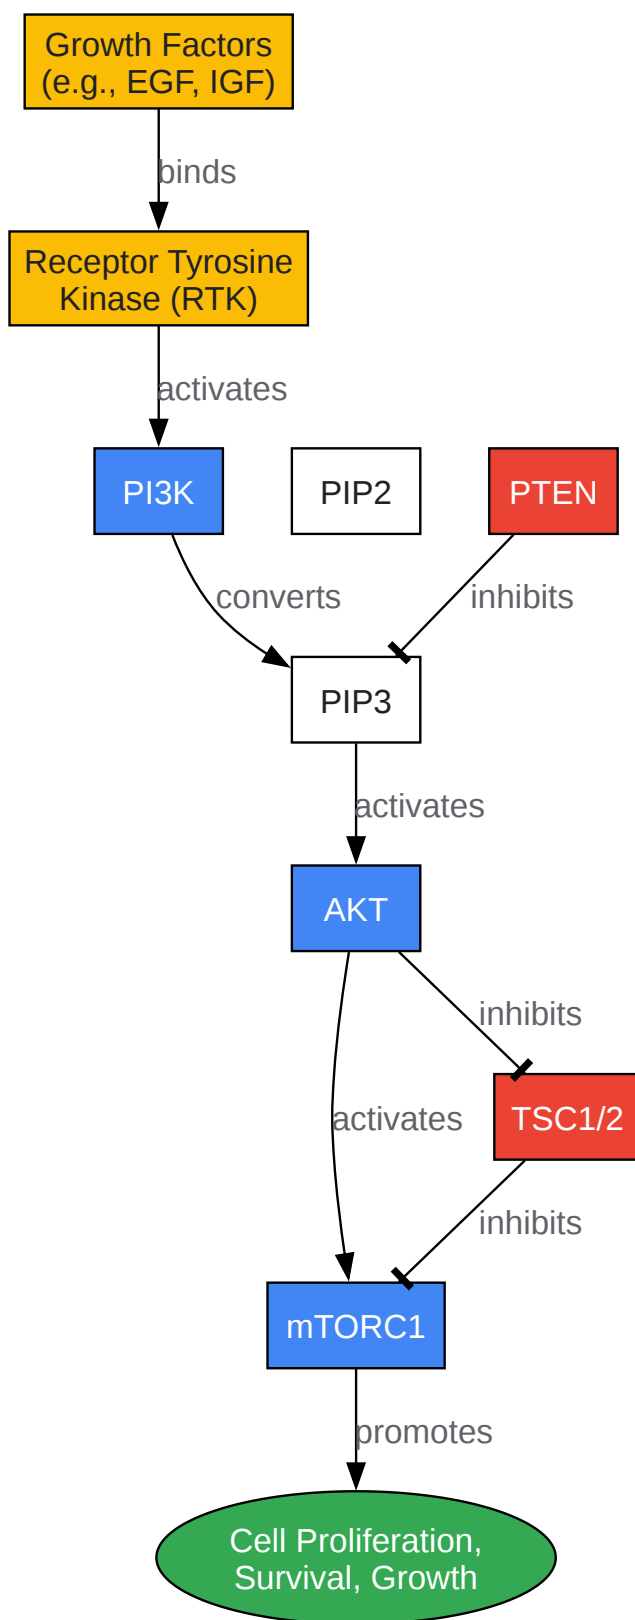 Growth Factors
(e.g., EGF, IGF)
binds
Receptor Tyrosine
Kinase (RTK)
activates
PI3K
PIP2
PTEN
converts
inhibits
PIP3
activates
AKT
inhibits
activates
TSC1/2
inhibits
mTORC1
promotes
Cell Proliferation,
Survival, Growth